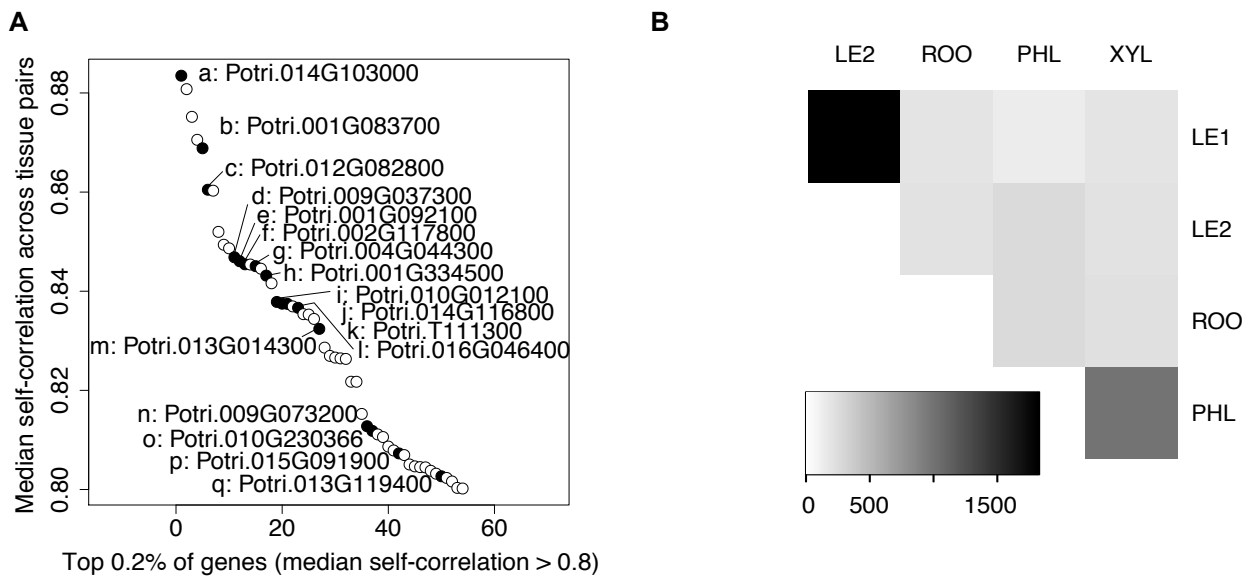 A
Median self-correlation across tissue pairs
0.88
0.86
0.84
0.82
0.80
a: Potri.014G103000
b: Potri.001G083700
c: Potri.012G082800
d: Potri.009G037300
e: Potri.001G092100
f: Potri.002G117800
g: Potri.004G044300
h: Potri.001G334500
i: Potri.010G012100
j: Potri.014G116800
k: Potri.T111300
l: Potri.016G046400
m: Potri.013G014300
n: Potri.009G073200
o: Potri.010G230366
p: Potri.015G091900
q: Potri.013G119400
0 20 40 60
Top 0.2% of genes (median self-correlation > 0.8)
B
LE2 ROO PHL XYL
LE1
LE2
ROO
PHL
0 500 1500